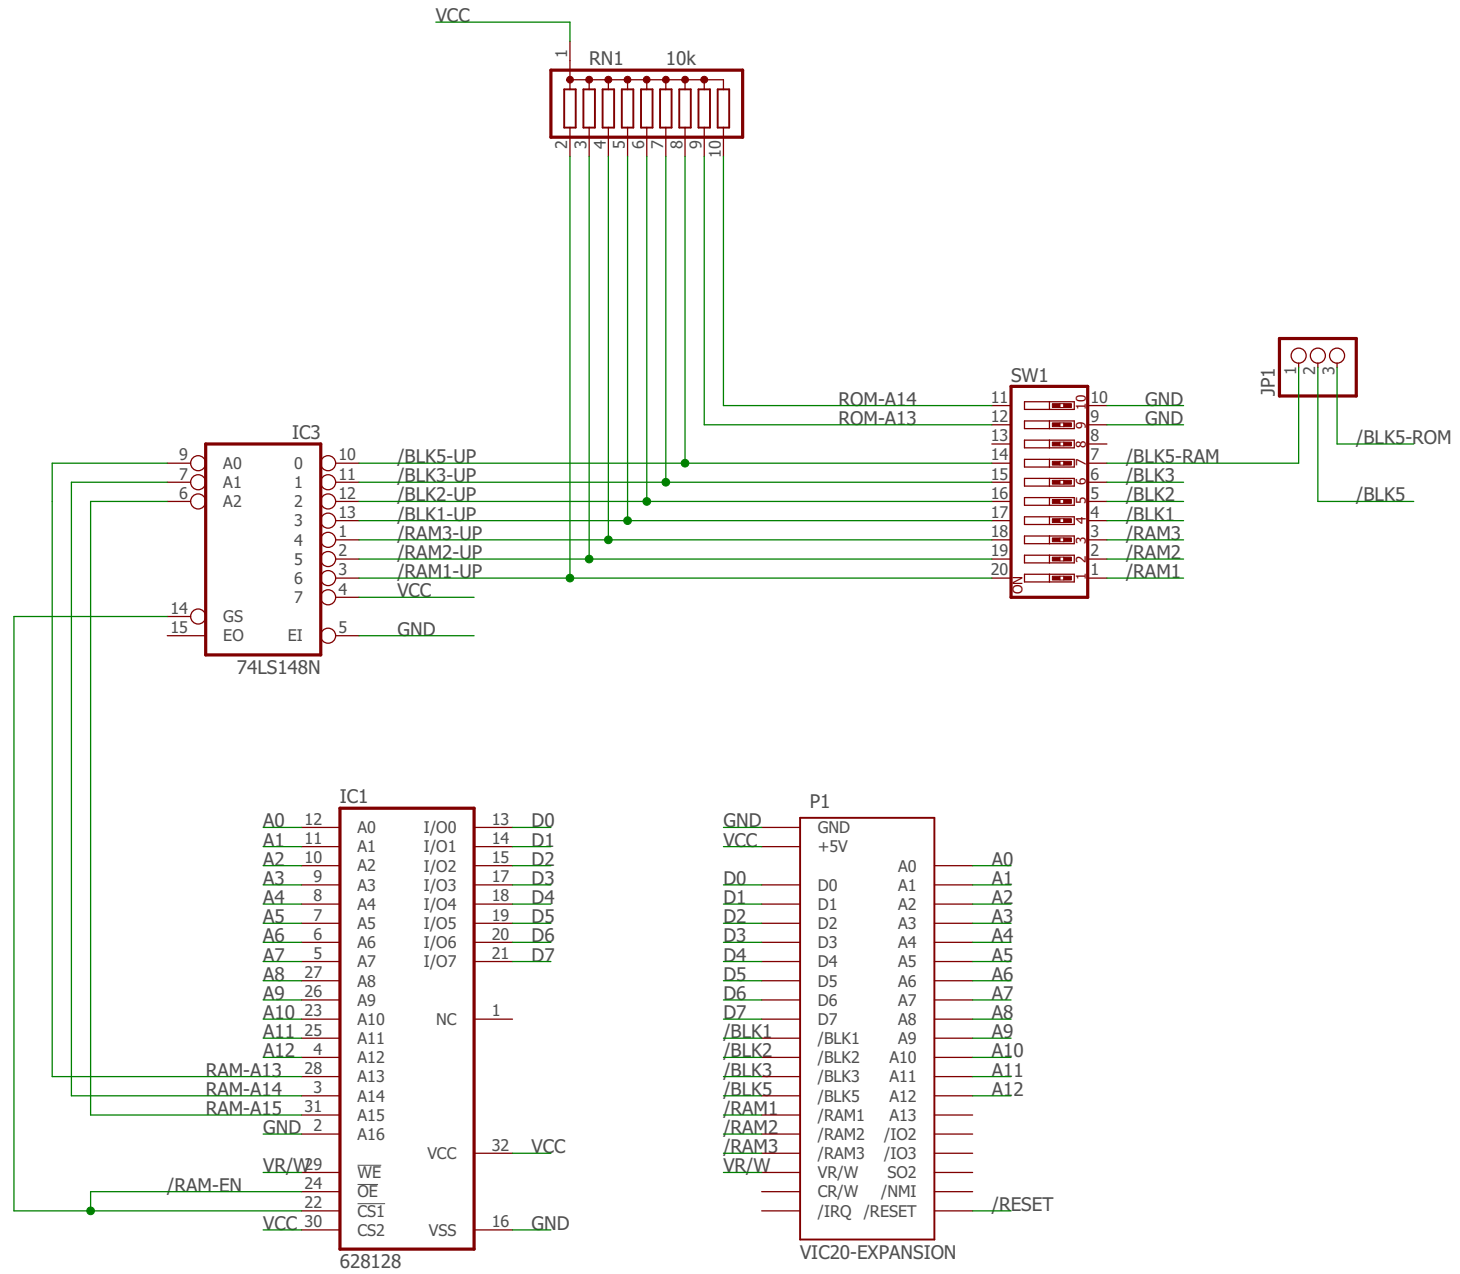 VCC
1
RN1 10k
2 3 4 5 6 7 8 9 10
SW1
JP1
1 2 3
/BLK5-ROM
/BLK5
ROM-A14 11 10 10 GND
ROM-A13 12 9 9 GND
13 8 8
14 7 7 /BLK5-RAM
15 6 6 /BLK3
16 5 5 /BLK2
17 4 4 /BLK1
18 3 3 /RAM3
19 2 2 /RAM2
20 1 1 /RAM1
ON
IC3
9 A0 0 10 /BLK5-UP
7 A1 1 11 /BLK3-UP
6 A2 2 12 /BLK2-UP
3 13 /BLK1-UP
4 1 /RAM3-UP
5 2 /RAM2-UP
6 3 /RAM1-UP
7 4 VCC
14 GS
15 EO EI 5 GND
74LS148N
IC1
A0 12 A0 I/O0 13 D0
A1 11 A1 I/O1 14 D1
A2 10 A2 I/O2 15 D2
A3 9 A3 I/O3 17 D3
A4 8 A4 I/O4 18 D4
A5 7 A5 I/O5 19 D5
A6 6 A6 I/O6 20 D6
A7 5 A7 I/O7 21 D7
A8 27 A8
A9 26 A9
A10 23 A10 NC 1
A11 25 A11
A12 4 A12
RAM-A13 28 A13
RAM-A14 3 A14
RAM-A15 31 A15
GND 2 A16
VCC 32 VCC
VR/W 29 WE
/RAM-EN 24 OE
22 CS1
VCC 30 CS2 VSS 16 GND
628128
P1
GND GND
VCC +5V
A0 A0
D0 D0 A1 A1
D1 D1 A2 A2
D2 D2 A3 A3
D3 D3 A4 A4
D4 D4 A5 A5
D5 D5 A6 A6
D6 D6 A7 A7
D7 D7 A8 A8
/BLK1 /BLK1 A9 A9
/BLK2 /BLK2 A10 A10
/BLK3 /BLK3 A11 A11
/BLK5 /BLK5 A12 A12
/RAM1 /RAM1 A13
/RAM2 /RAM2 /IO2
/RAM3 /RAM3 /IO3
VR/W VR/W SO2
CR/W /NMI
/IRQ /RESET /RESET
VIC20-EXPANSION